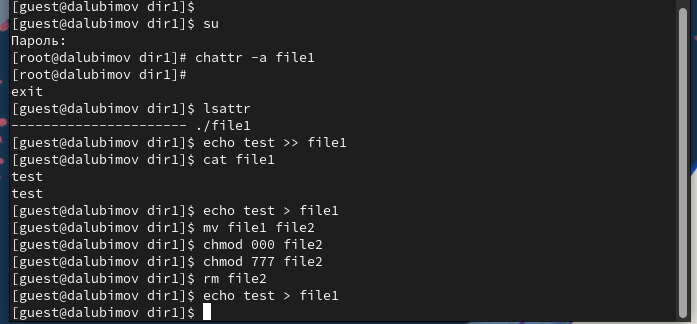 [guest@dalubimov dir1]$
[guest@dalubimov dir1]$ su
Пароль:
[root@dalubimov dir1]# chattr -a file1
[root@dalubimov dir1]#
exit
[guest@dalubimov dir1]$ lsattr
---------------------- ./file1
[guest@dalubimov dir1]$ echo test >> file1
[guest@dalubimov dir1]$ cat file1
test
test
[guest@dalubimov dir1]$ echo test > file1
[guest@dalubimov dir1]$ mv file1 file2
[guest@dalubimov dir1]$ chmod 000 file2
[guest@dalubimov dir1]$ chmod 777 file2
[guest@dalubimov dir1]$ rm file2
[guest@dalubimov dir1]$ echo test > file1
[guest@dalubimov dir1]$